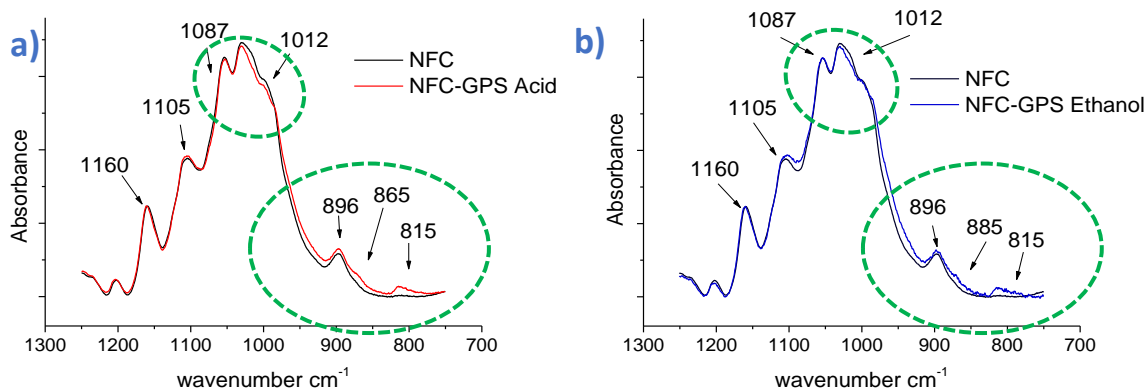 a)
1087
1012
NFC
NFC-GPS Acid
1105
1160
896
865
815
Absorbance
1300 1200 1100 1000 900 800 700
wavenumber cm⁻¹
b)
1087
1012
NFC
NFC-GPS Ethanol
1105
1160
896
885
815
Absorbance
1300 1200 1100 1000 900 800 700
wavenumber cm⁻¹